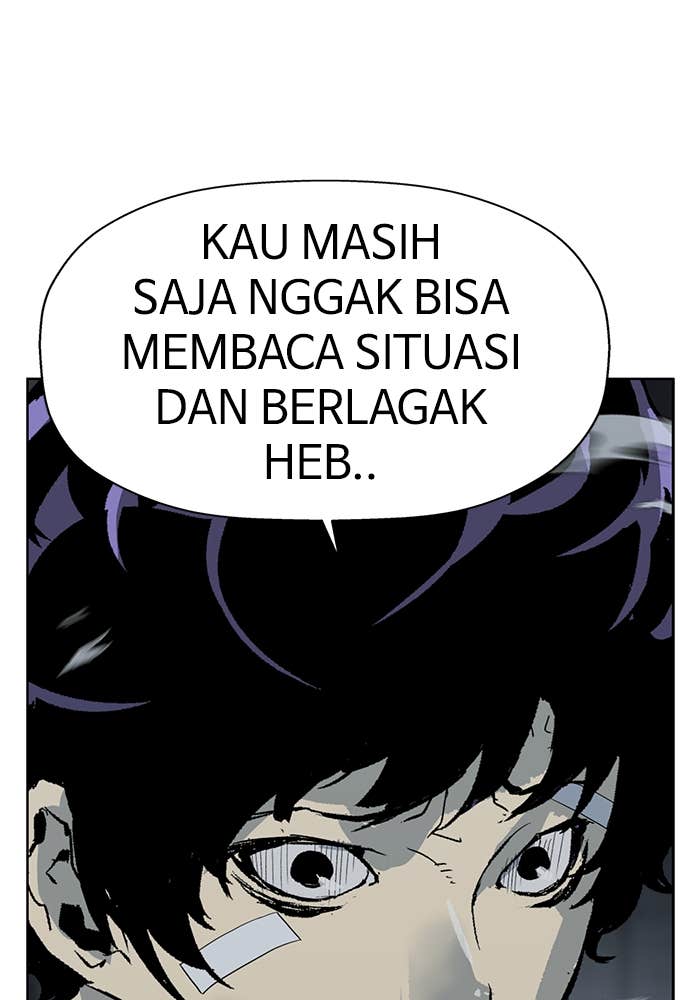 KAU MASIH
SAJA NGGAK BISA
MEMBACA SITUASI
DAN BERLAGAK
HEB..